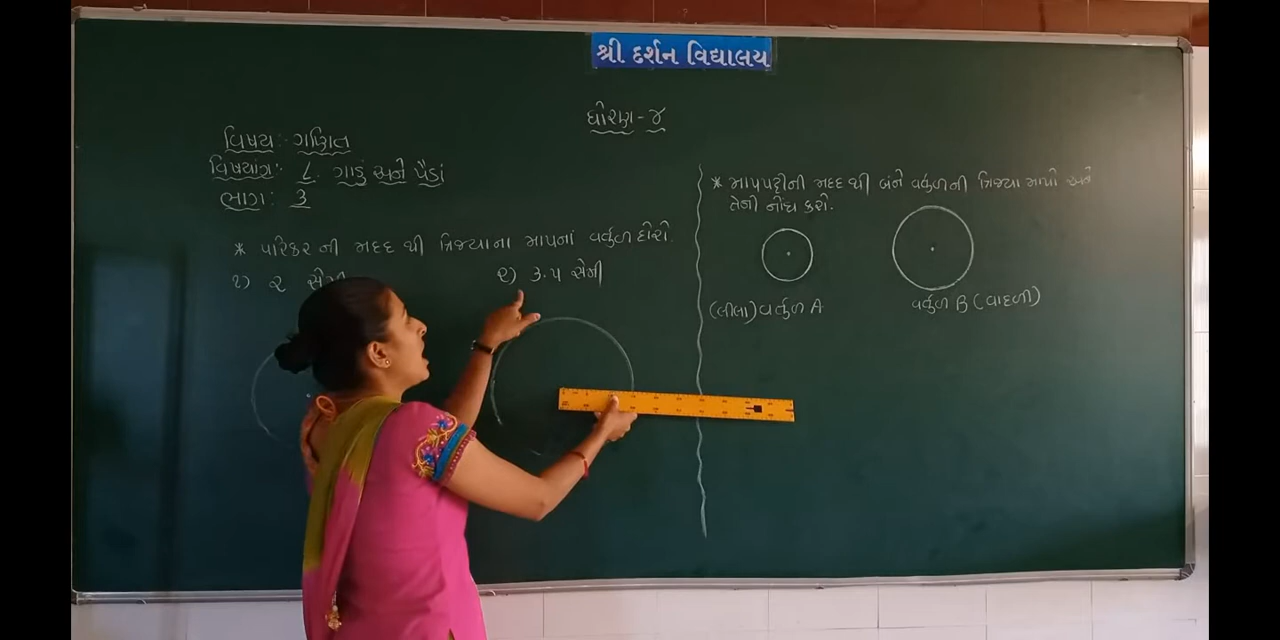 શ્રી દર્શન વિદ્યાલય
ધોરણ - ૪
વિષય:- ગણિત
વિષયાંગ: ૮. ગાડું અને પૈડાં
ભાગ: ૩
* પરિકર ની મદદ થી ત્રિજ્યાના માપનાં વર્તુળ દોરો.
૧) ૨ સેમી
૨) ૩.૫ સેમી
* માપપટ્ટીની મદદ થી બંને વર્તુળની ત્રિજ્યા માપો અને
તેની નોંધ કરો.
(લીલા) વર્તુળ A
વર્તુળ B (વાદળી)